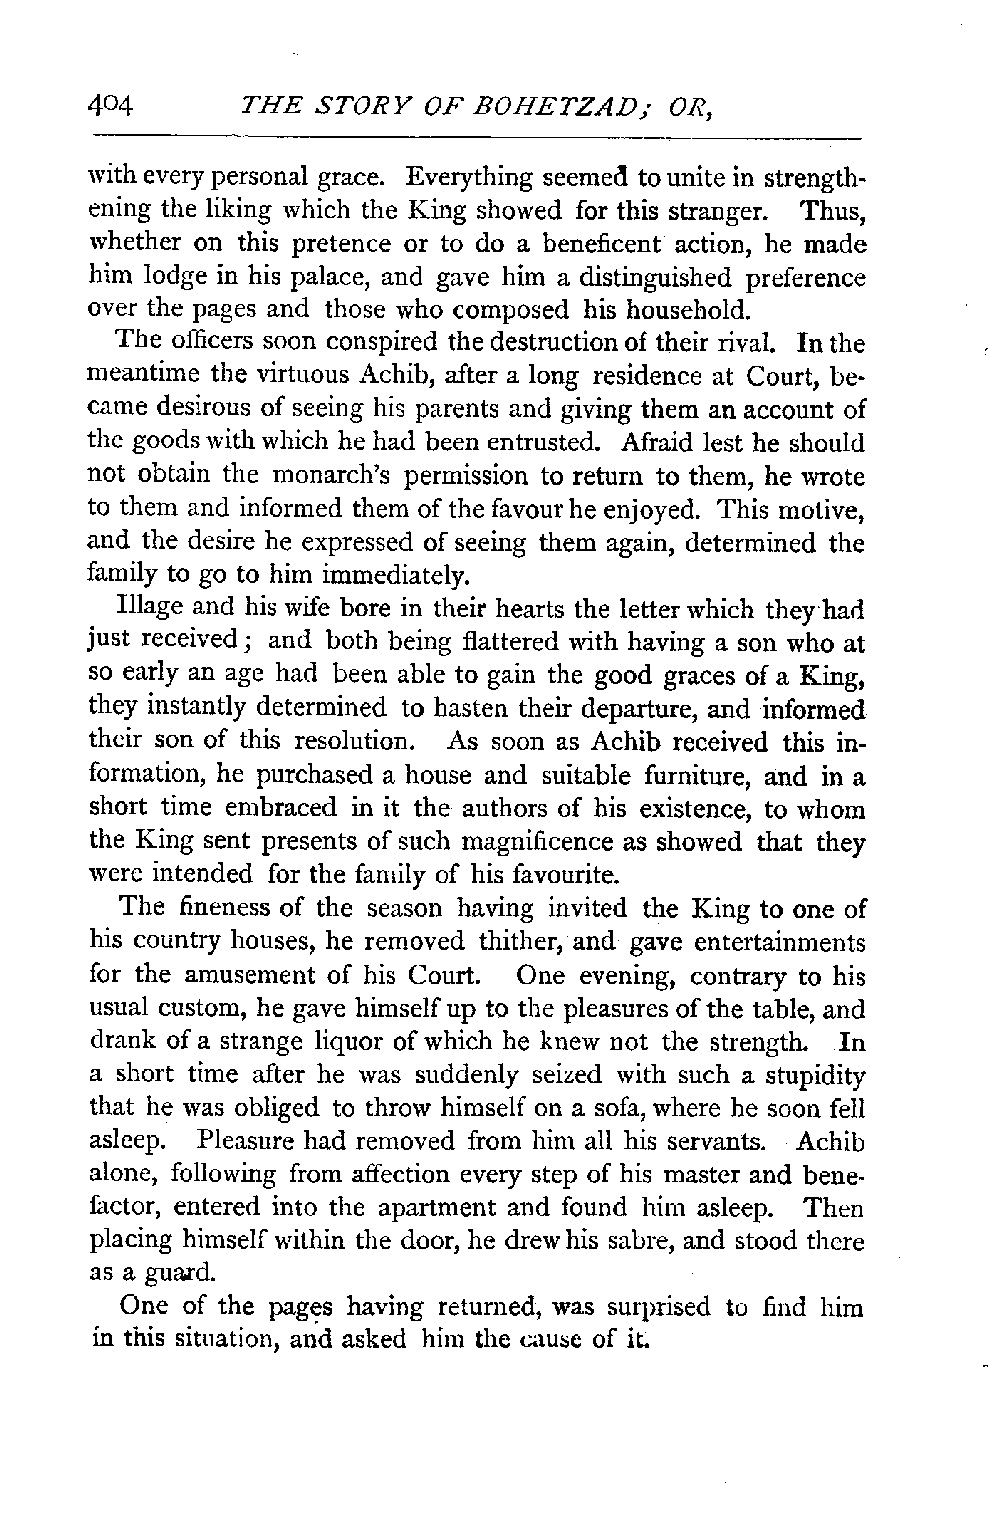 404 THE STORY OF BOHETZAD; OR,
with every personal grace. Everything seemed to unite in strength-
ening the liking which the King showed for this stranger. Thus,
whether on this pretence or to do a beneficent action, he made
him lodge in his palace, and gave him a distinguished preference
over the pages and those who composed his household.
The officers soon conspired the destruction of their rival. In the
meantime the virtuous Achib, after a long residence at Court, be-
came desirous of seeing his parents and giving them an account of
the goods with which he had been entrusted. Afraid lest he should
not obtain the monarch's permission to return to them, he wrote
to them and informed them of the favour he enjoyed. This motive,
and the desire he expressed of seeing them again, determined the
family to go to him immediately.
Illage and his wife bore in their hearts the letter which they had
just received; and both being flattered with having a son who at
so early an age had been able to gain the good graces of a King,
they instantly determined to hasten their departure, and informed
their son of this resolution. As soon as Achib received this in-
formation, he purchased a house and suitable furniture, and in a
short time embraced in it the authors of his existence, to whom
the King sent presents of such magnificence as showed that they
were intended for the family of his favourite.
The fineness of the season having invited the King to one of
his country houses, he removed thither, and gave entertainments
for the amusement of his Court. One evening, contrary to his
usual custom, he gave himself up to the pleasures of the table, and
drank of a strange liquor of which he knew not the strength. In
a short time after he was suddenly seized with such a stupidity
that he was obliged to throw himself on a sofa, where he soon fell
asleep. Pleasure had removed from him all his servants. Achib
alone, following from affection every step of his master and bene-
factor, entered into the apartment and found him asleep. Then
placing himself within the door, he drew his sabre, and stood there
as a guard.
One of the pages having returned, was surprised to find him
in this situation, and asked him the cause of it.